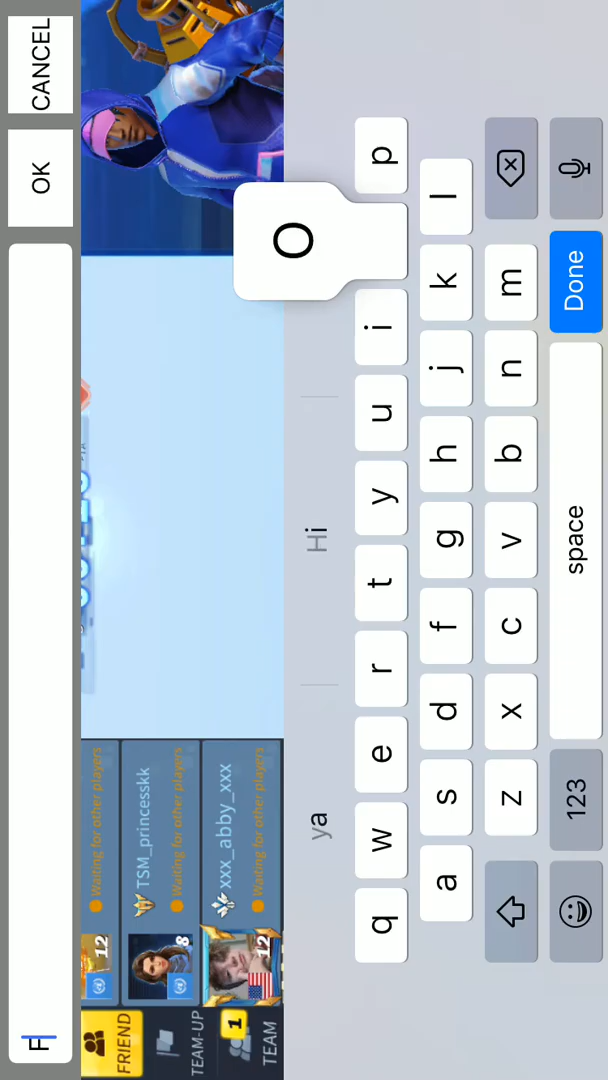 F
OK
CANCEL
12
Waiting for other players
8
TSM_princesskk
Waiting for other players
12
xxx_abby_xxx
Waiting for other players
FRIEND
TEAM-UP
1
TEAM
ya
Hi
q w e r t y u i O p
a s d f g h j k l
z x c v b n m
123
space
Done